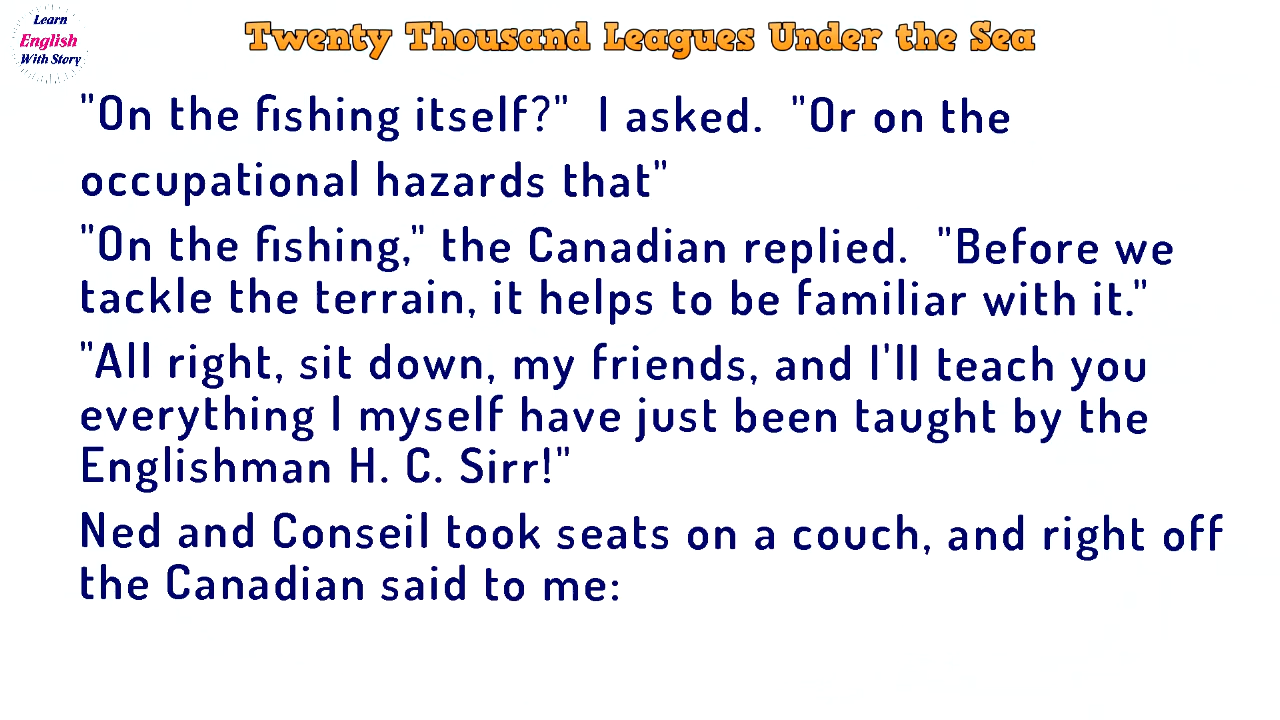 Learn
English
With Story
Twenty Thousand Leagues Under the Sea
"On the fishing itself?"  I asked.  "Or on the
occupational hazards that"
"On the fishing," the Canadian replied.  "Before we
tackle the terrain, it helps to be familiar with it."
"All right, sit down, my friends, and I'll teach you
everything I myself have just been taught by the
Englishman H. C. Sirr!"
Ned and Conseil took seats on a couch, and right off
the Canadian said to me: